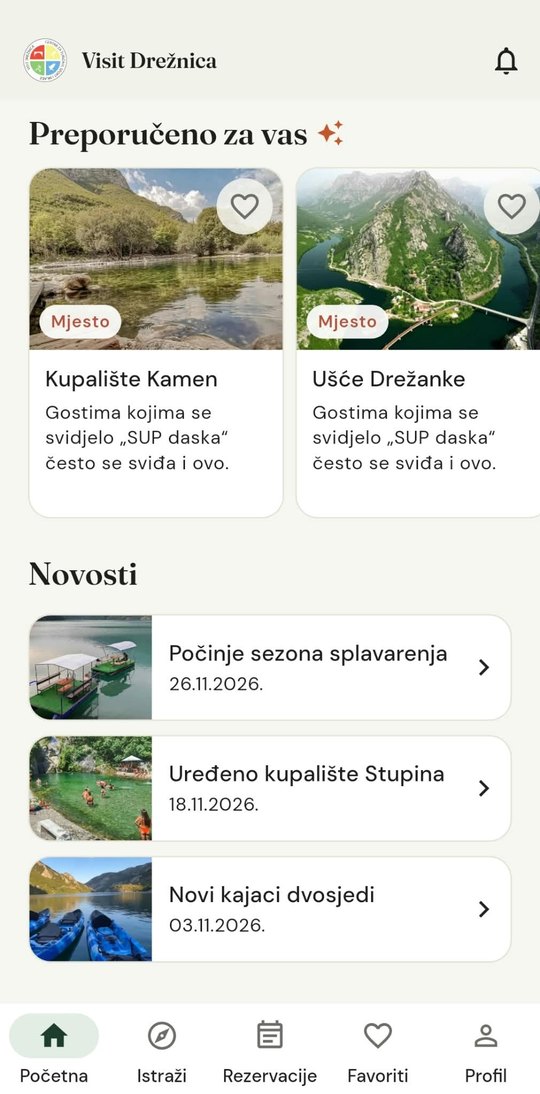 Visit Drežnica
Preporučeno za vas
Mjesto
Kupalište Kamen
Gostima kojima se
svidjelo „SUP daska“
često se sviđa i ovo.
Mjesto
Ušće Drežanke
Gostima kojima se
svidjelo „SUP daska“
često se sviđa i ovo.
Novosti
Počinje sezona splavarenja
26.11.2026.
Uređeno kupalište Stupina
18.11.2026.
Novi kajaci dvosjedi
03.11.2026.
Početna
Istraži
Rezervacije
Favoriti
Profil